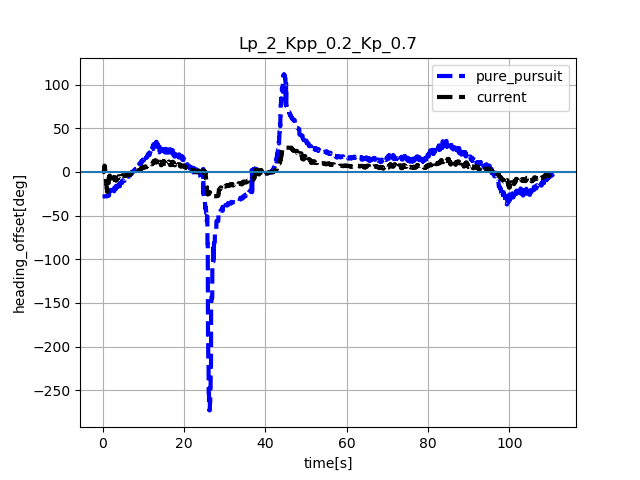 Lp_2_Kpp_0.2_Kp_0.7
pure_pursuit
current
100
50
0
−50
−100
−150
−200
−250
heading_offset[deg]
0 20 40 60 80 100
time[s]